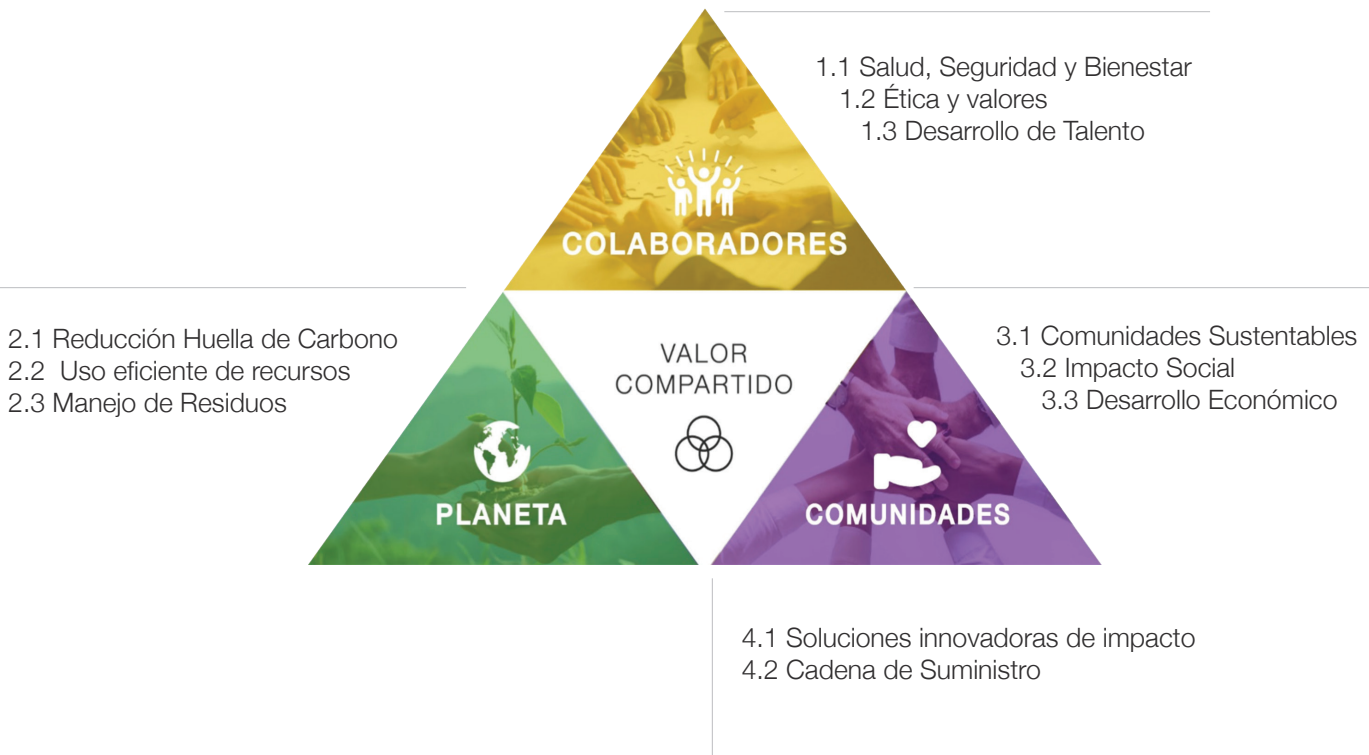 1.1 Salud, Seguridad y Bienestar
1.2 Ética y valores
1.3 Desarrollo de Talento
COLABORADORES
2.1 Reducción Huella de Carbono
2.2 Uso eficiente de recursos
2.3 Manejo de Residuos
PLANETA
VALOR
COMPARTIDO
3.1 Comunidades Sustentables
3.2 Impacto Social
3.3 Desarrollo Económico
COMUNIDADES
4.1 Soluciones innovadoras de impacto
4.2 Cadena de Suministro